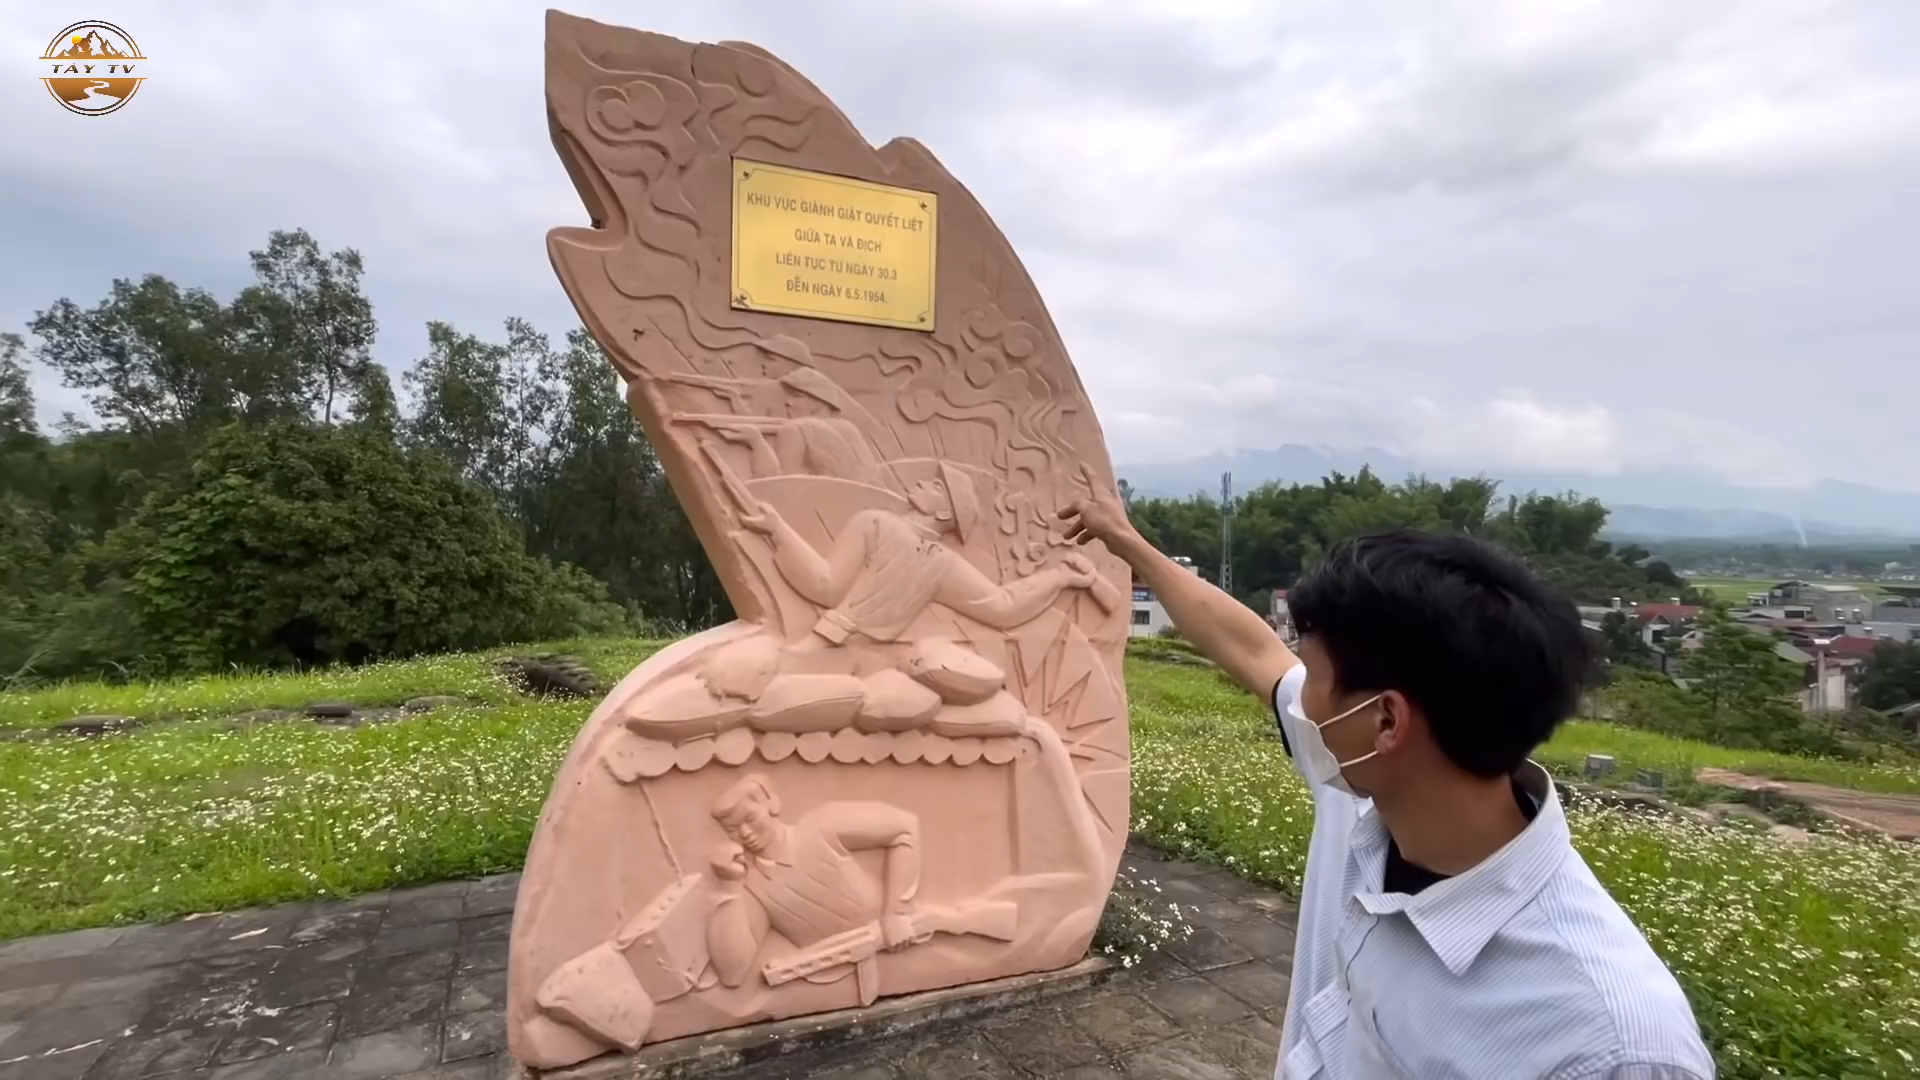 TÂY TV
KHU VỰC GIÀNH GIẬT QUYẾT LIỆT
GIỮA TA VÀ ĐỊCH
LIÊN TỤC TỪ NGÀY 30.3
ĐẾN NGÀY 6.5.1954.